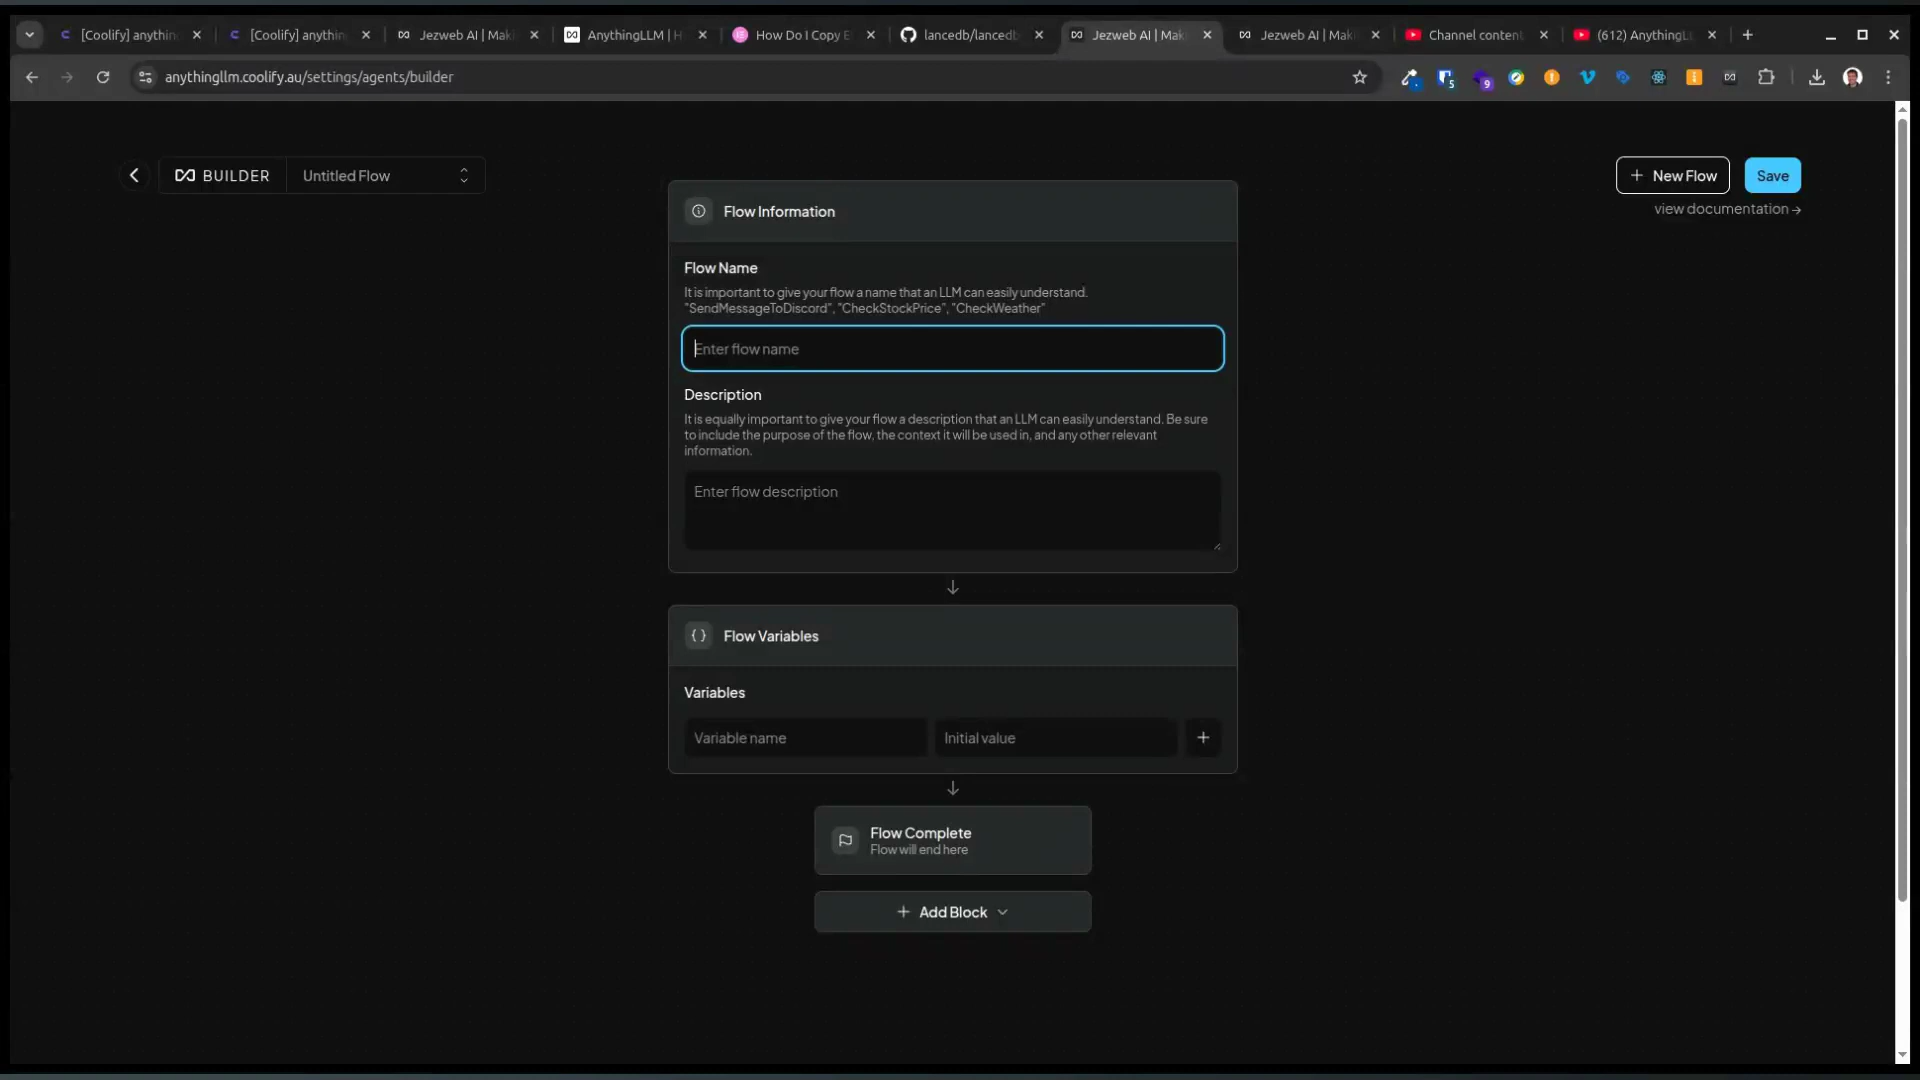 [Coolify] anythin
[Coolify] anythin
Jezweb AI | Mak
AnythingLLM | H
How Do I Copy E
lancedb/lancedb
Jezweb AI | Mak
Jezweb AI | Mak
Channel content
(612) AnythingLL
anythingllm.coolify.au/settings/agents/builder
5
9
BUILDER
Untitled Flow
New Flow
Save
view documentation →
Flow Information
Flow Name
It is important to give your flow a name that an LLM can easily understand.
"SendMessageToDiscord", "CheckStockPrice", "CheckWeather"
Enter flow name
Description
It is equally important to give your flow a description that an LLM can easily understand. Be sure
to include the purpose of the flow, the context it will be used in, and any other relevant
information.
Enter flow description
{ } Flow Variables
Variables
Variable name
Initial value
Flow Complete
Flow will end here
Add Block